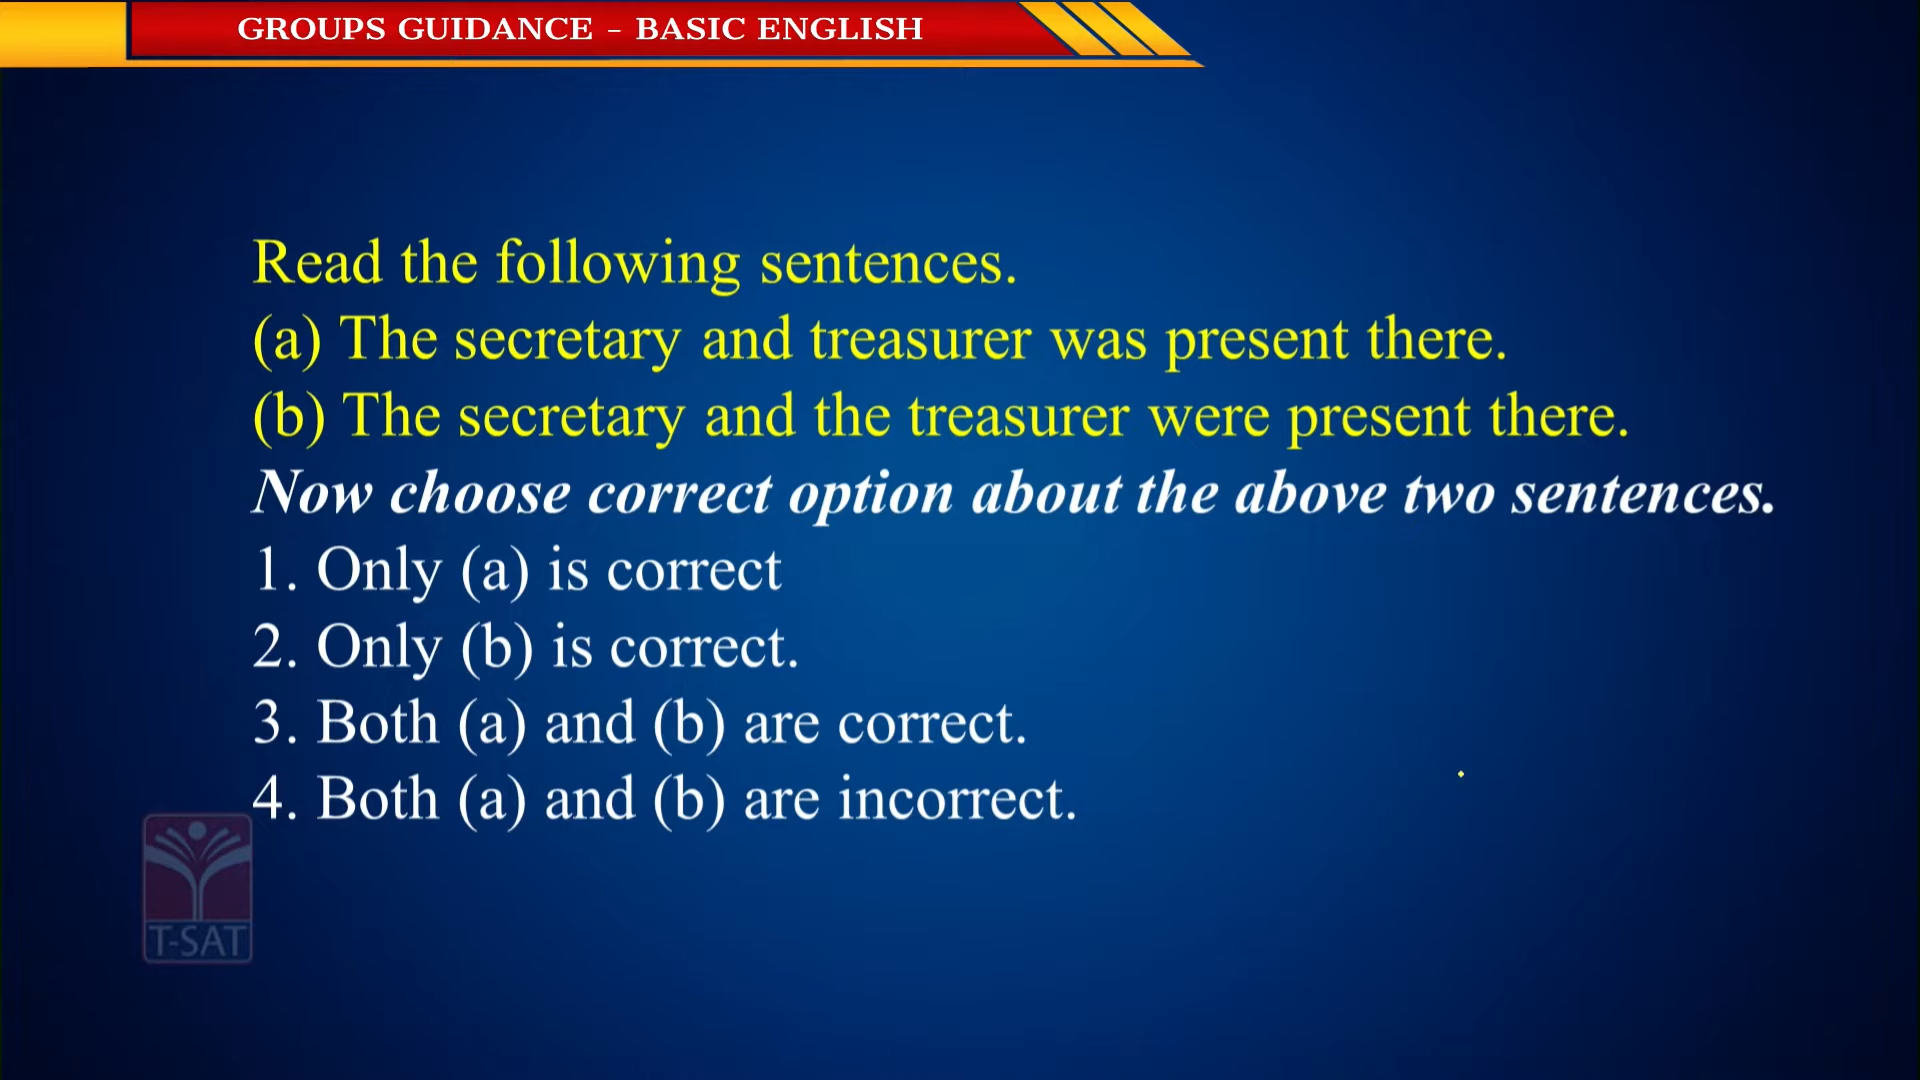 GROUPS GUIDANCE – BASIC ENGLISH
Read the following sentences.
(a) The secretary and treasurer was present there.
(b) The secretary and the treasurer were present there.
Now choose correct option about the above two sentences.
1. Only (a) is correct
2. Only (b) is correct.
3. Both (a) and (b) are correct.
4. Both (a) and (b) are incorrect.
T-SAT